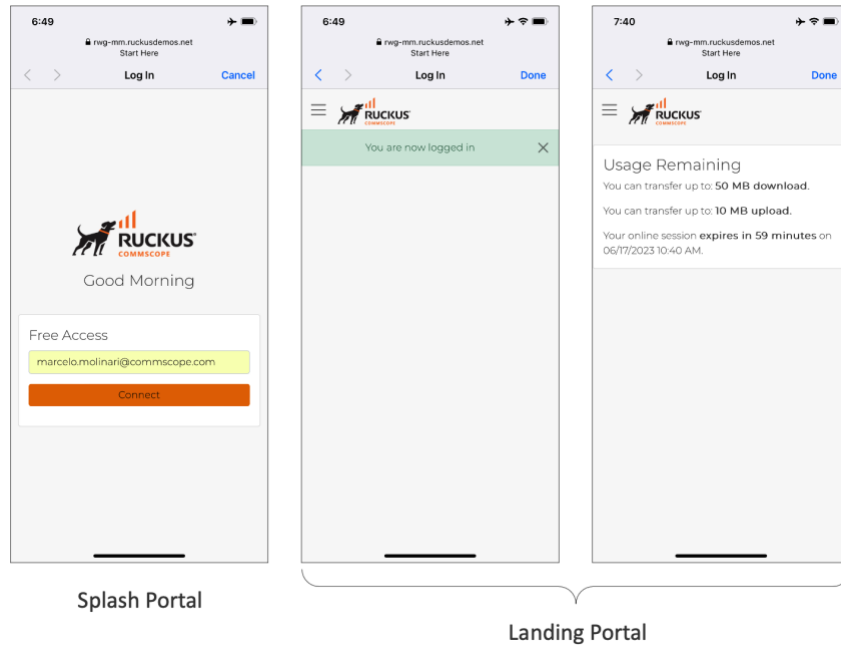 6:49
rwg-mm.ruckusdemos.net
Start Here
Log In
Cancel
RUCKUS®
COMMSCOPE
Good Morning
Free Access
marcelo.molinari@commscope.com
Connect
Splash Portal
6:49
rwg-mm.ruckusdemos.net
Start Here
Log In
Done
RUCKUS®
COMMSCOPE
You are now logged in
7:40
rwg-mm.ruckusdemos.net
Start Here
Log In
Done
RUCKUS®
COMMSCOPE
Usage Remaining
You can transfer up to: 50 MB download.
You can transfer up to: 10 MB upload.
Your online session expires in 59 minutes on
06/17/2023 10:40 AM.
Landing Portal